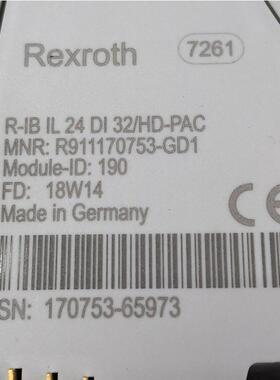 Rexroth
7261
R-IB IL 24 DI 32/HD-PAC
MNR: R911170753-GD1
Module-ID: 190
FD: 18W14
Made in Germany
CE
SN: 170753-65973